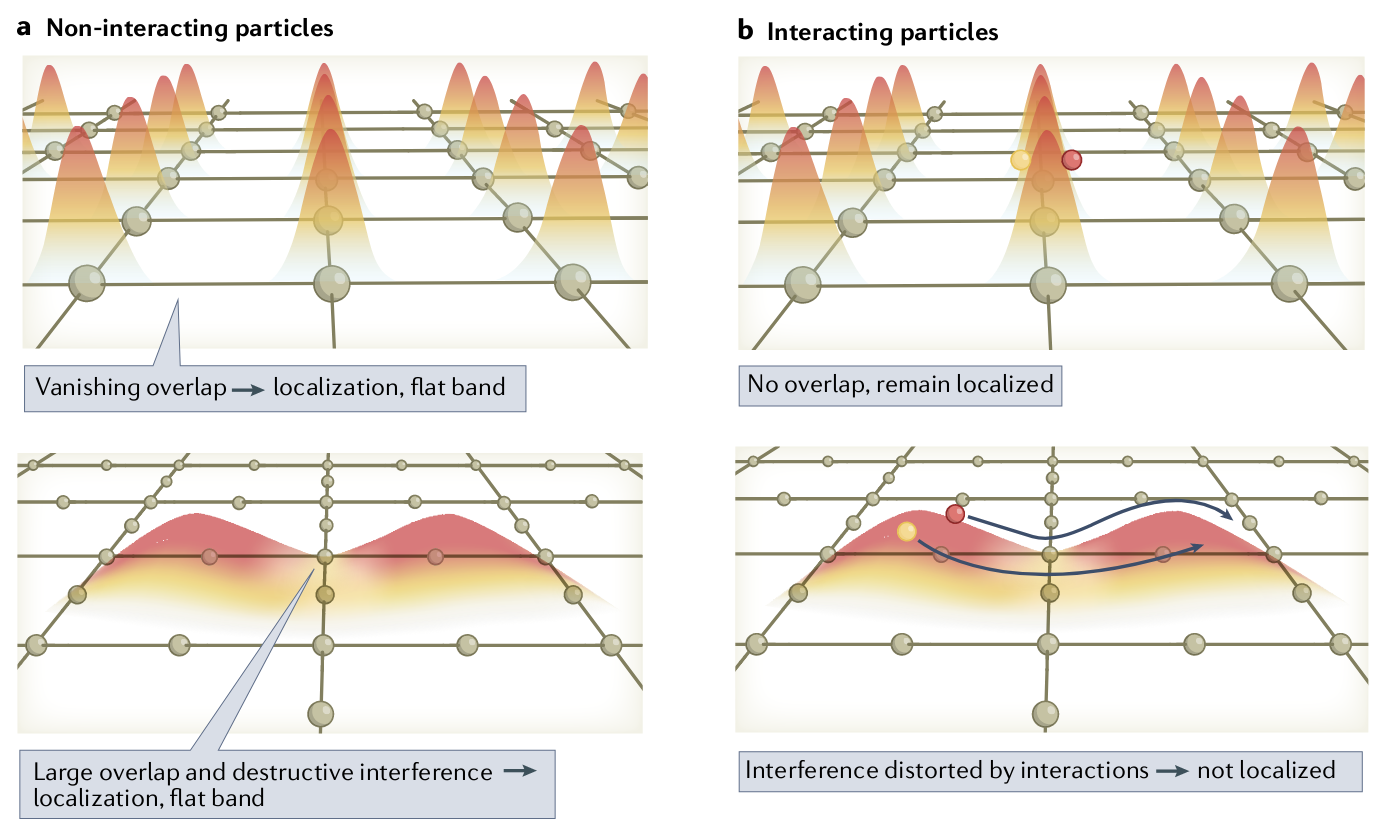 a Non-interacting particles
b Interacting particles
Vanishing overlap → localization, flat band
No overlap, remain localized
Large overlap and destructive interference →
localization, flat band
Interference distorted by interactions → not localized